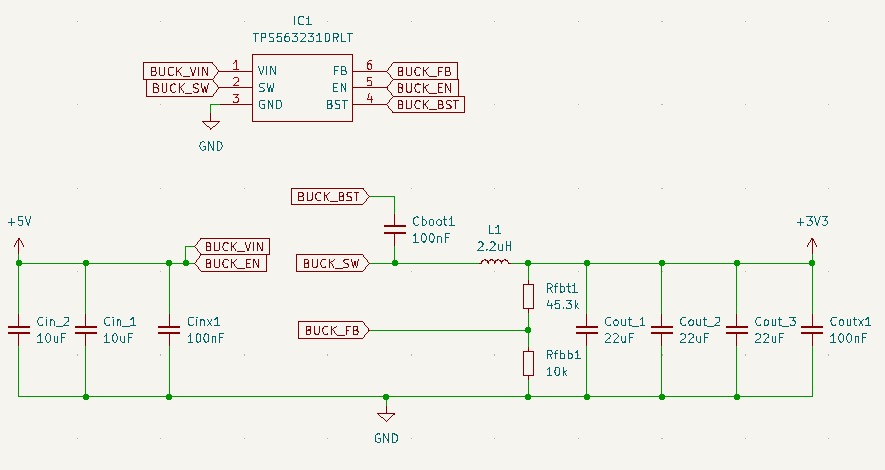 IC1
TPS563231DRLT
BUCK_VIN 1 VIN FB 6 BUCK_FB
BUCK_SW 2 SW EN 5 BUCK_EN
3 GND BST 4 BUCK_BST
GND
BUCK_BST
+5V
Cboot1
100nF
L1
2.2uH
+3V3
BUCK_VIN
BUCK_EN
BUCK_SW
Rfbt1
45.3k
Cin_2
10uF
Cin_1
10uF
Cinx1
100nF
BUCK_FB
Cout_1
22uF
Cout_2
22uF
Cout_3
22uF
Coutx1
100nF
Rfbb1
10k
GND